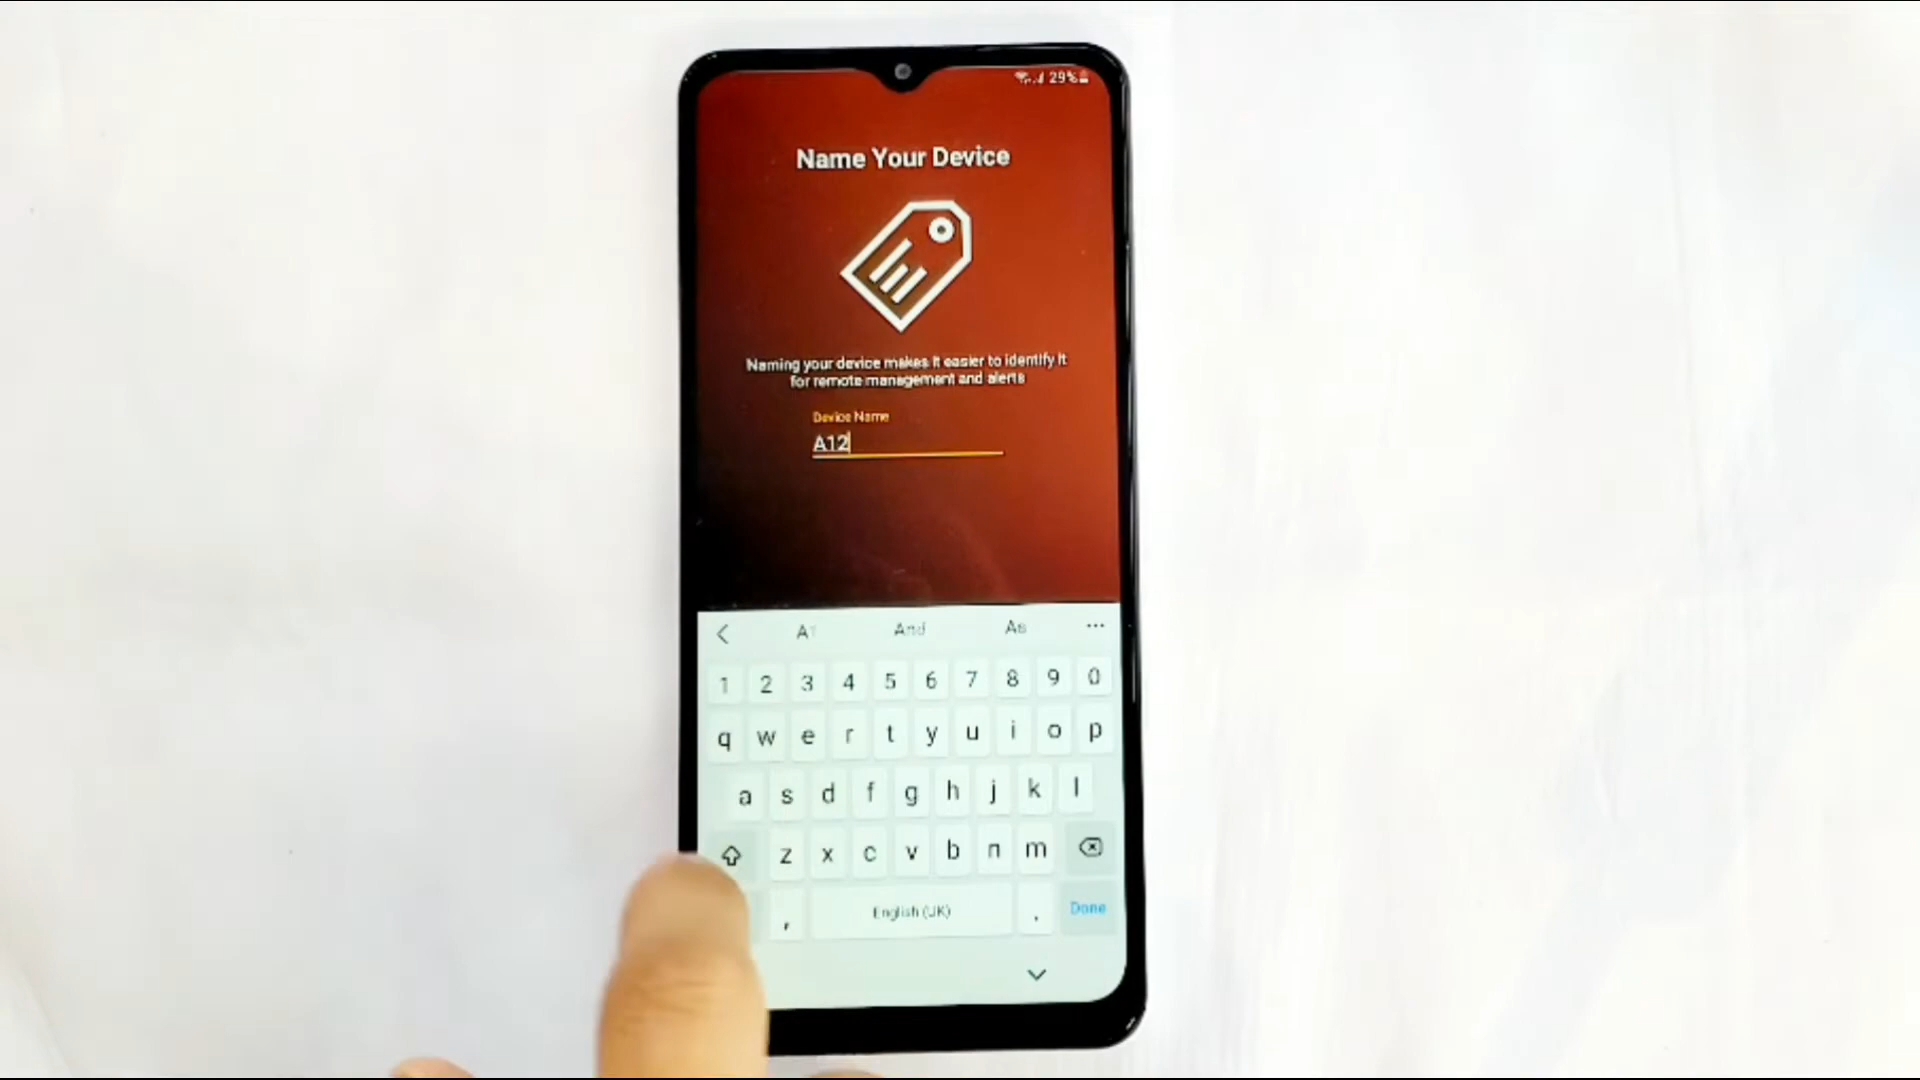 29%
Name Your Device
Naming your device makes it easier to identify it
for remote management and alerts
Device Name
A12
A1 And As ...
1 2 3 4 5 6 7 8 9 0
q w e r t y u i o p
a s d f g h j k l
z x c v b n m
, English (UK) . Done